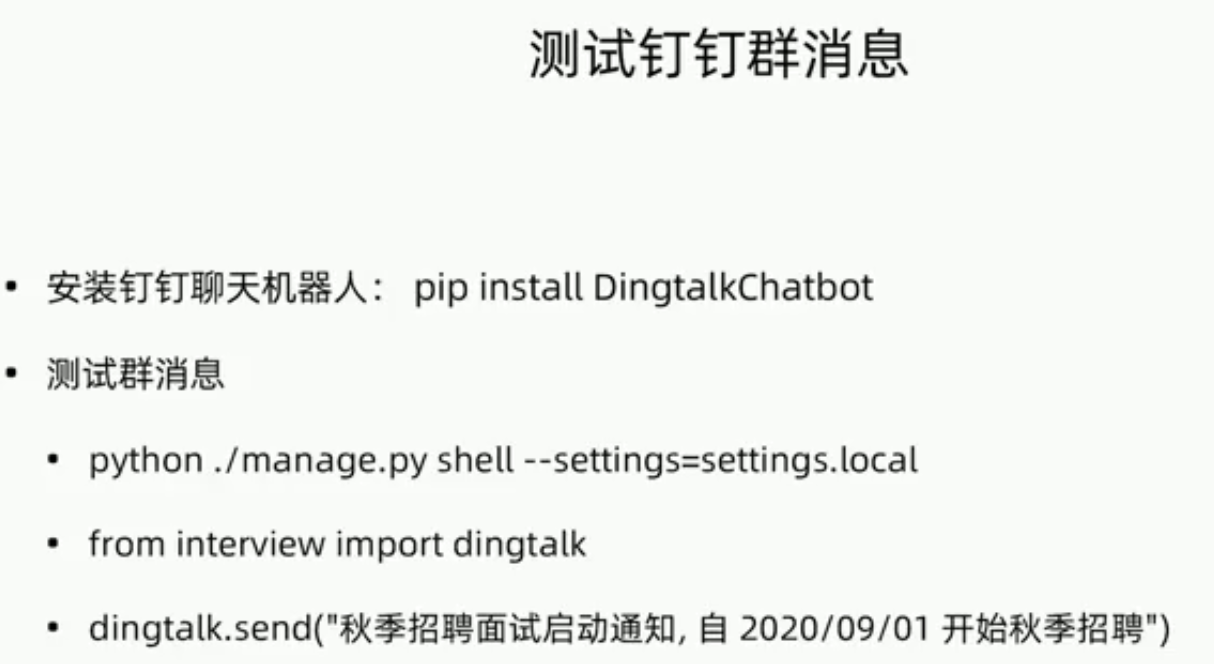 测试钉钉群消息
• 安装钉钉聊天机器人： pip install DingtalkChatbot
• 测试群消息
• python ./manage.py shell --settings=settings.local
• from interview import dingtalk
• dingtalk.send("秋季招聘面试启动通知, 自 2020/09/01 开始秋季招聘")